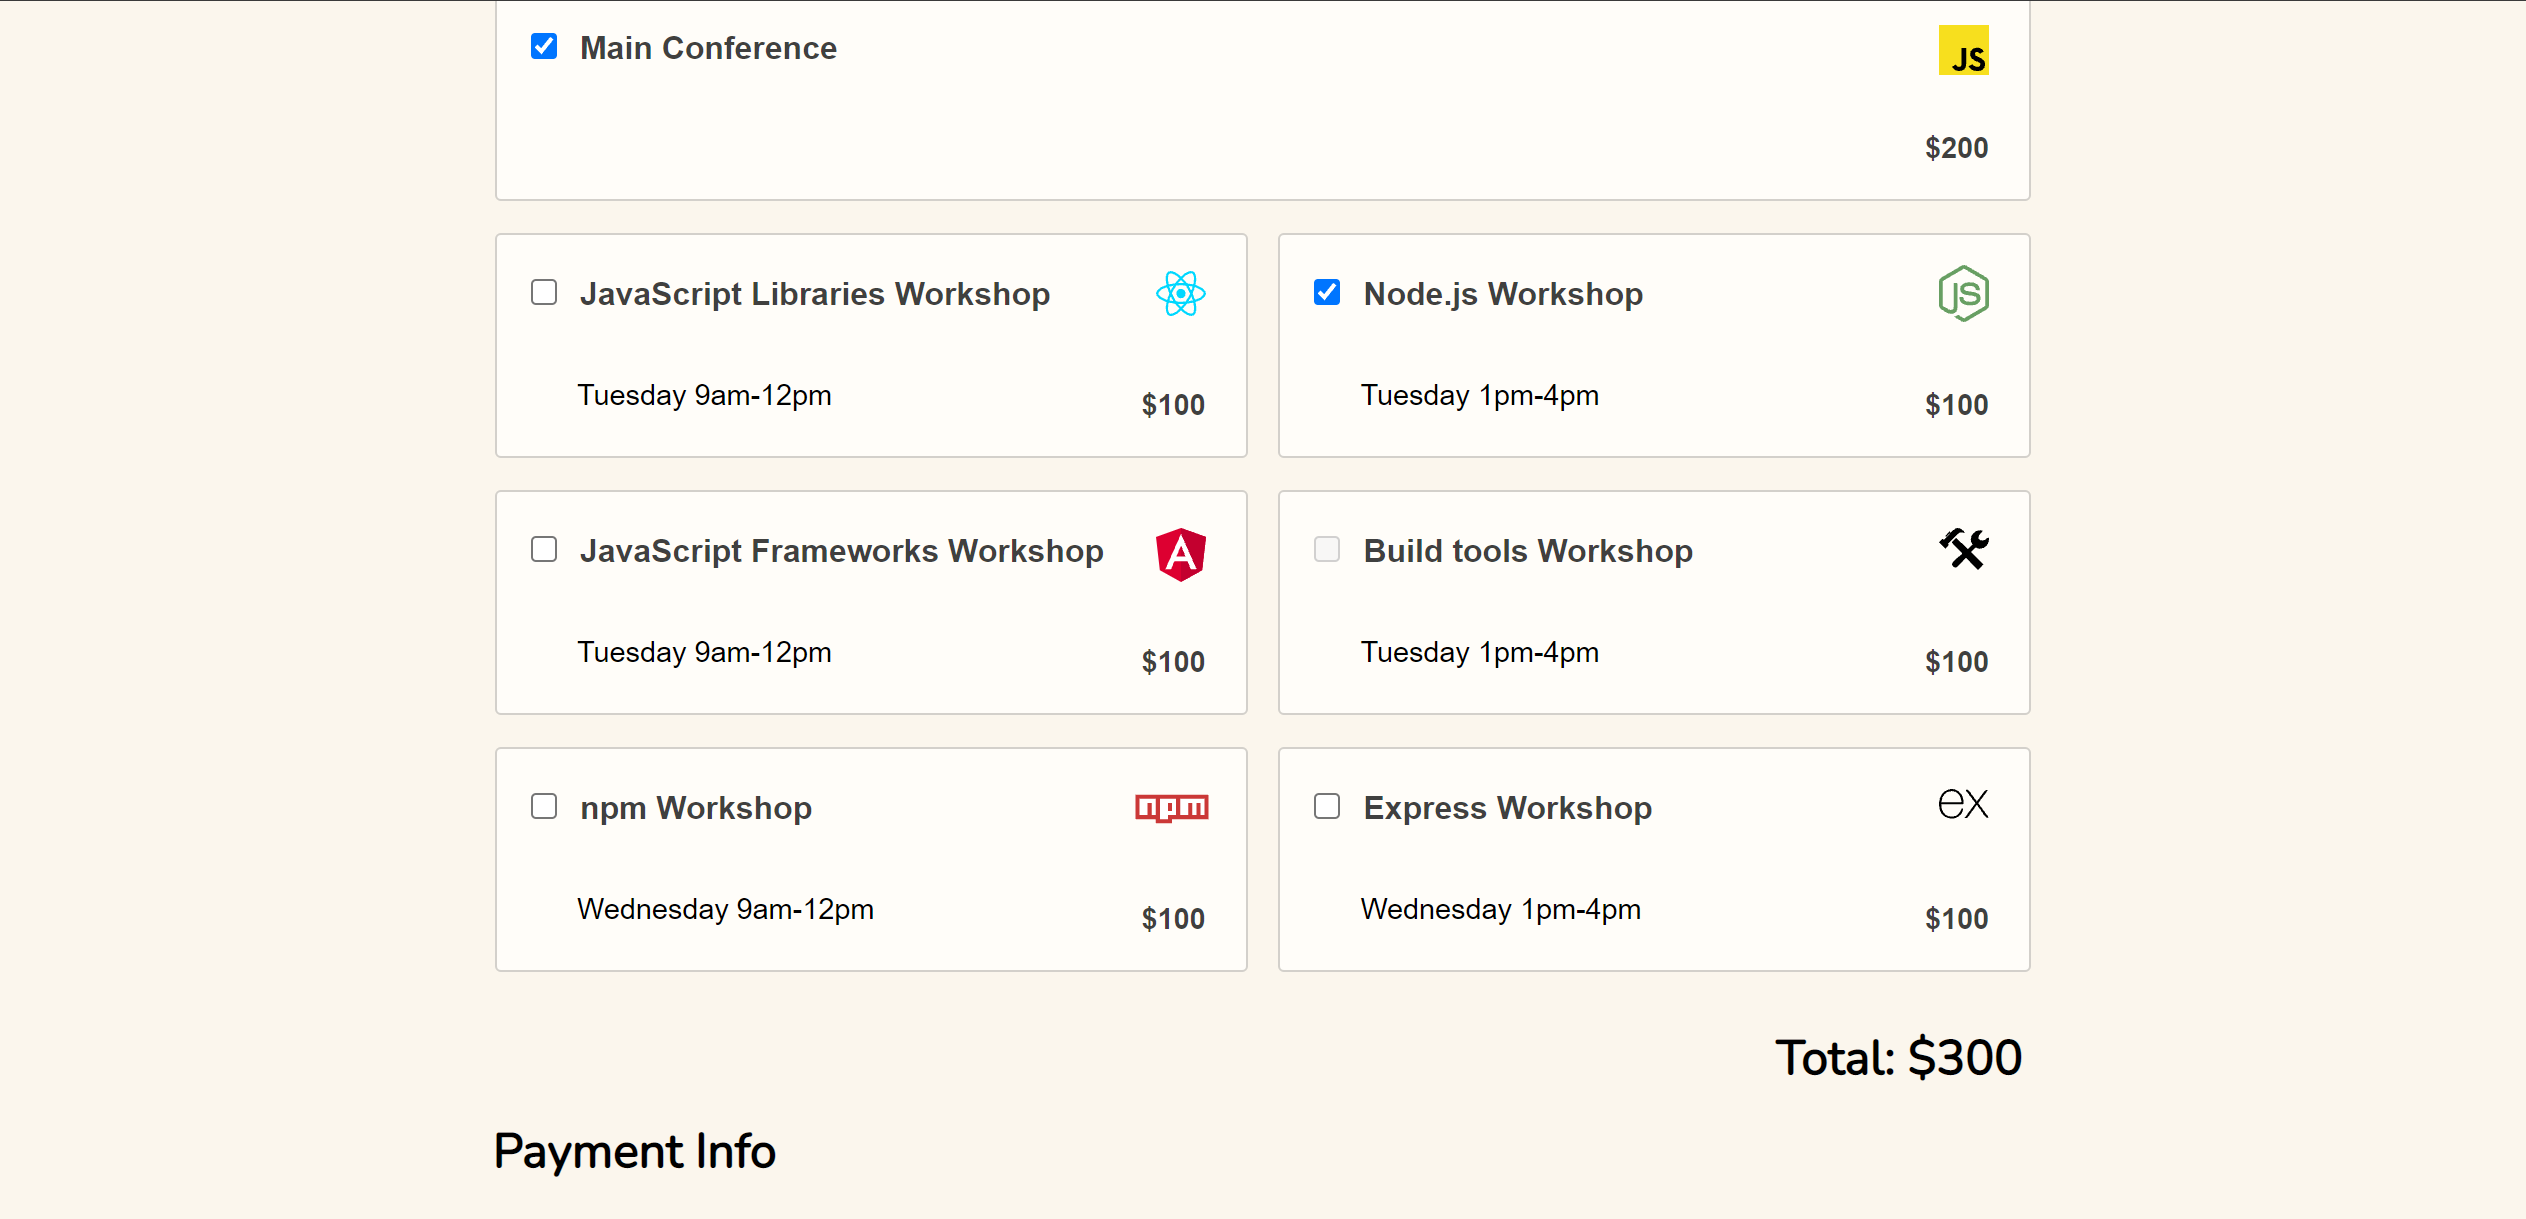 Main Conference
JS
$200
JavaScript Libraries Workshop
Tuesday 9am-12pm
$100
Node.js Workshop
JS
Tuesday 1pm-4pm
$100
JavaScript Frameworks Workshop
A
Tuesday 9am-12pm
$100
Build tools Workshop
Tuesday 1pm-4pm
$100
npm Workshop
npm
Wednesday 9am-12pm
$100
Express Workshop
ex
Wednesday 1pm-4pm
$100
Total: $300
Payment Info